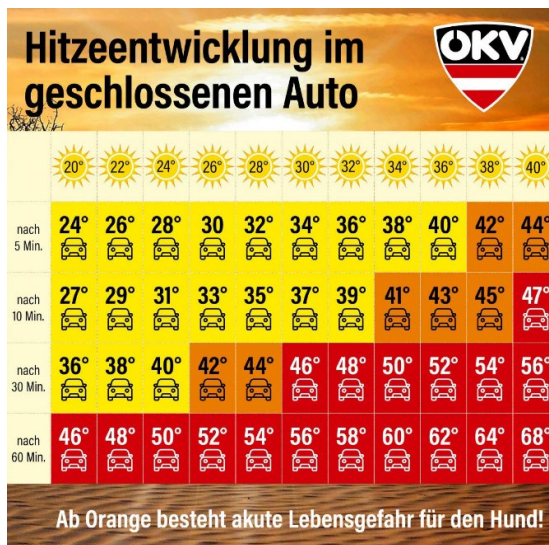 Hitzeentwicklung im
geschlossenen Auto
ÖKV
20° 22° 24° 26° 28° 30° 32° 34° 36° 38° 40°
nach
5 Min.
24° 26° 28° 30 32° 34° 36° 38° 40° 42° 44°
nach
10 Min.
27° 29° 31° 33° 35° 37° 39° 41° 43° 45° 47°
nach
30 Min.
36° 38° 40° 42° 44° 46° 48° 50° 52° 54° 56°
nach
60 Min.
46° 48° 50° 52° 54° 56° 58° 60° 62° 64° 68°
Ab Orange besteht akute Lebensgefahr für den Hund!